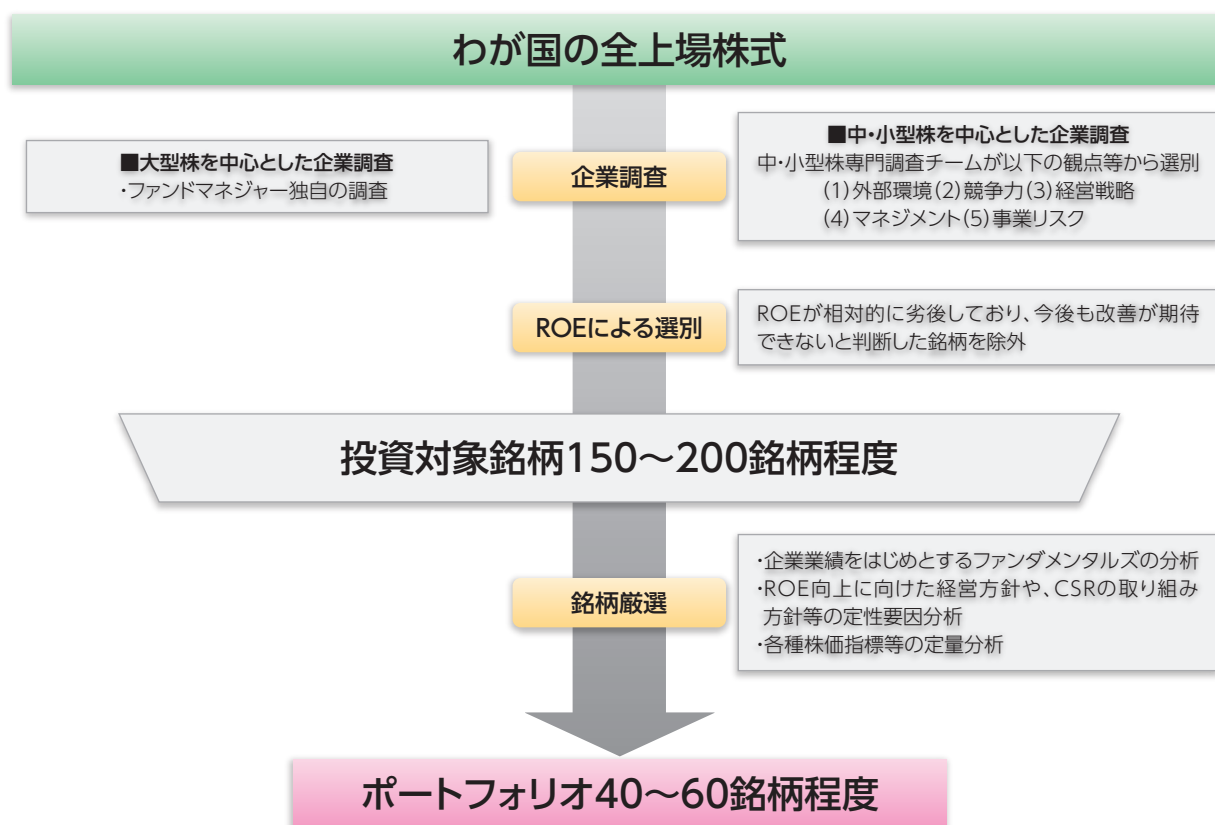 わが国の全上場株式
■大型株を中心とした企業調査
・ファンドマネジャー独自の調査
企業調査
■中・小型株を中心とした企業調査
中・小型株専門調査チームが以下の観点等から選別
(1)外部環境(2)競争力(3)経営戦略
(4)マネジメント(5)事業リスク
ROEによる選別
ROEが相対的に劣後しており、今後も改善が期待
できないと判断した銘柄を除外
投資対象銘柄150～200銘柄程度
銘柄厳選
・企業業績をはじめとするファンダメンタルズの分析
・ROE向上に向けた経営方針や、CSRの取り組み
方針等の定性要因分析
・各種株価指標等の定量分析
ポートフォリオ40～60銘柄程度